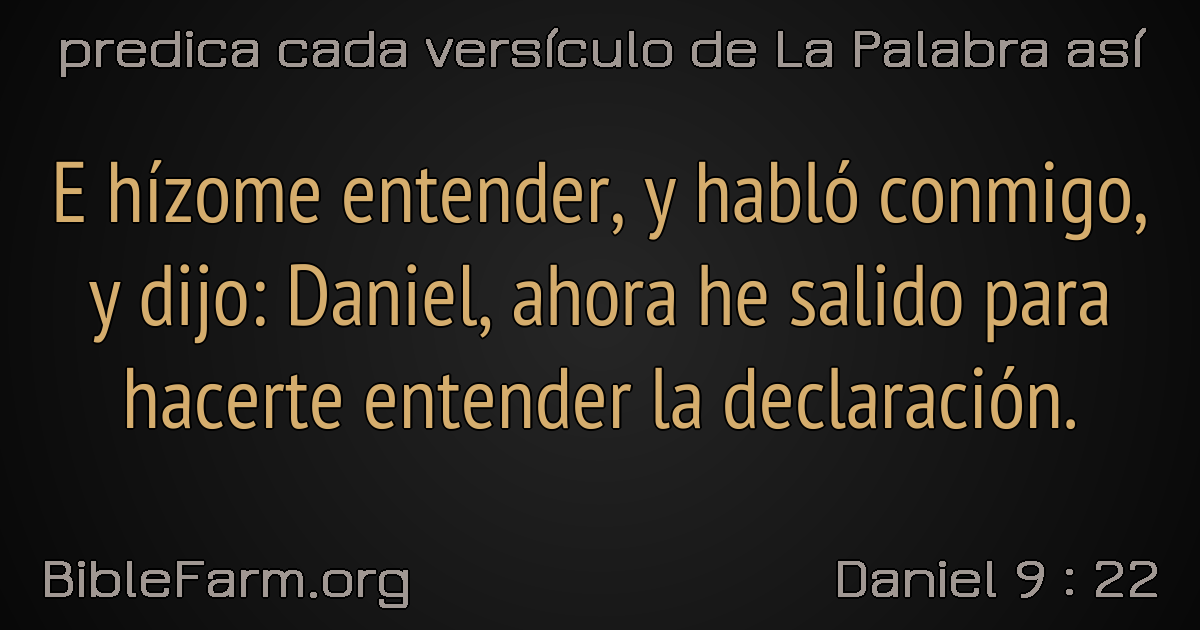 predica cada versículo de La Palabra así
E hízome entender, y habló conmigo,
y dijo: Daniel, ahora he salido para
hacerte entender la declaración.
BibleFarm.org
Daniel 9 : 22